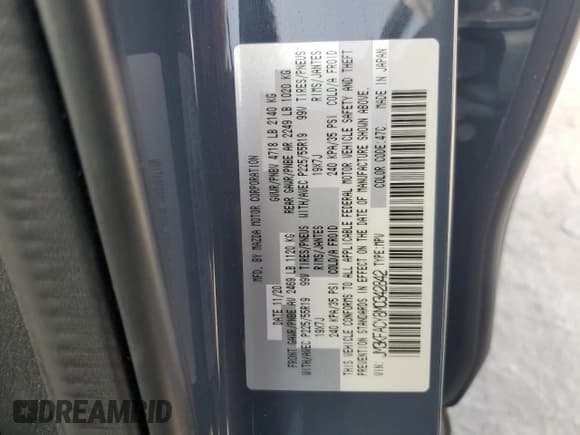 MFD. BY MAZDA MOTOR CORPORATION
DATE: 11/20 GVWR/PNBV 4718 LB 2140 KG
FRONT GAWR/PNBE AV 2469 LB 1120 KG REAR GAWR/PNBE AR 2249 LB 1020 KG
WITH/AVEC P225/55R19 99V TIRES/PNEUS WITH/AVEC P225/55R19 99V TIRES/PNEUS
19X7J RIMS/JANTES 19X7J RIMS/JANTES
240 KPA/35 PSI COLD/A FROID 240 KPA/35 PSI COLD/A FROID
THIS VEHICLE CONFORMS TO ALL APPLICABLE FEDERAL MOTOR VEHICLE SAFETY AND THEFT
PREVENTION STANDARDS IN EFFECT ON THE DATE OF MANUFACTURE SHOWN ABOVE.
VIN: TYPE:MPV COLOR CODE:47C MADE IN JAPAN
DREAMBID